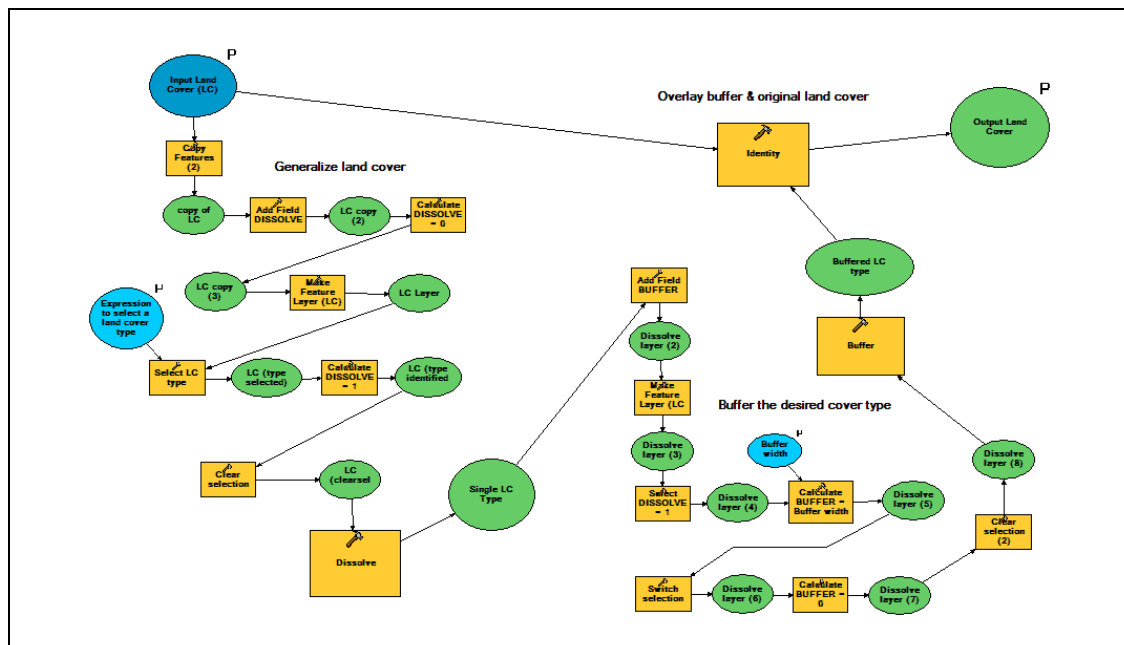 P
Input Land
Cover (LC)
Copy
Features
(2)
Generalize land cover
copy of
LC
Add Field
DISSOLVE
LC copy
(2)
Calculate
DISSOLVE
= 0
LC copy
(3)
Make
Feature
Layer (LC)
LC Layer
Expression
to select a
land cover
type
P
Select LC
type
LC (type
selected)
Calculate
DISSOLVE
= 1
LC (type
identified
Clear
selection
LC
(clearsel
Dissolve
Single LC
Type
Overlay buffer & original land cover
Identity
P
Output Land
Cover
Buffered LC
type
Buffer
Add Field
BUFFER
Dissolve
layer (2)
Make
Feature
Layer (LC
Dissolve
layer (3)
Buffer the desired cover type
Buffer
width
P
Select
DISSOLVE
= 1
Dissolve
layer (4)
Calculate
BUFFER =
Buffer width
Dissolve
layer (5)
Switch
selection
Dissolve
layer (6)
Calculate
BUFFER =
0
Dissolve
layer (7)
Clear
selection
(2)
Dissolve
layer (8)